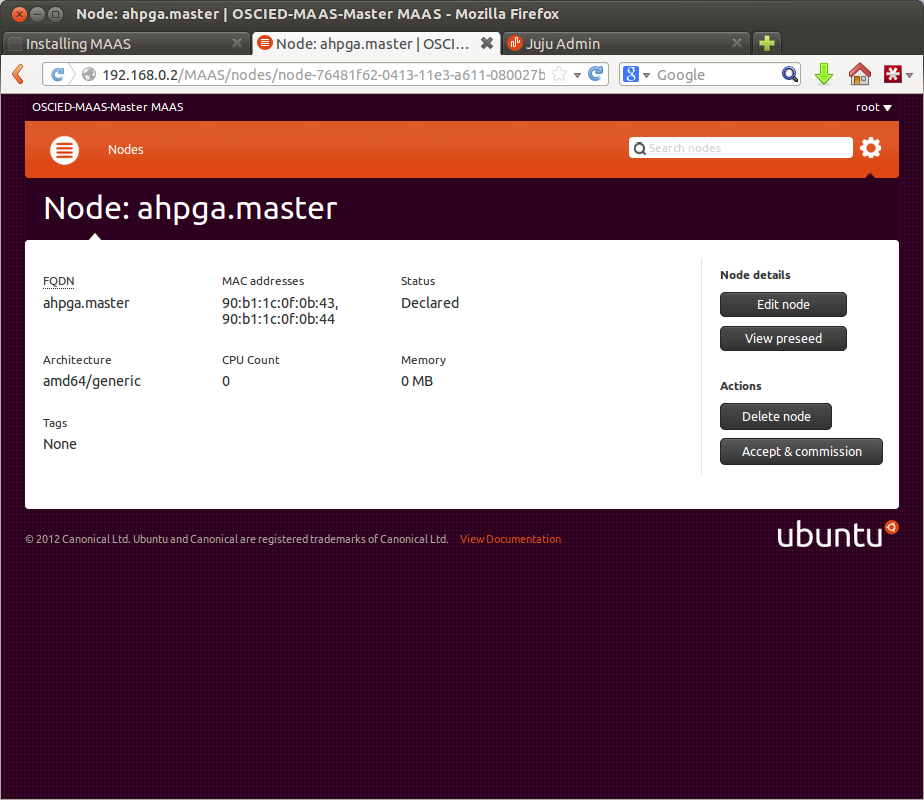 Node: ahpga.master | OSCIED-MAAS-Master MAAS - Mozilla Firefox
Installing MAAS
Node: ahpga.master | OSCI...
Juju Admin
192.168.0.2/MAAS/nodes/node-76481f62-0413-11e3-a611-080027b
Google
OSCIED-MAAS-Master MAAS
root
Nodes
Search nodes
Node: ahpga.master
FQDN
ahpga.master
MAC addresses
90:b1:1c:0f:0b:43,
90:b1:1c:0f:0b:44
Status
Declared
Architecture
amd64/generic
CPU Count
0
Memory
0 MB
Tags
None
Node details
Edit node
View preseed
Actions
Delete node
Accept & commission
© 2012 Canonical Ltd. Ubuntu and Canonical are registered trademarks of Canonical Ltd. View Documentation
ubuntu